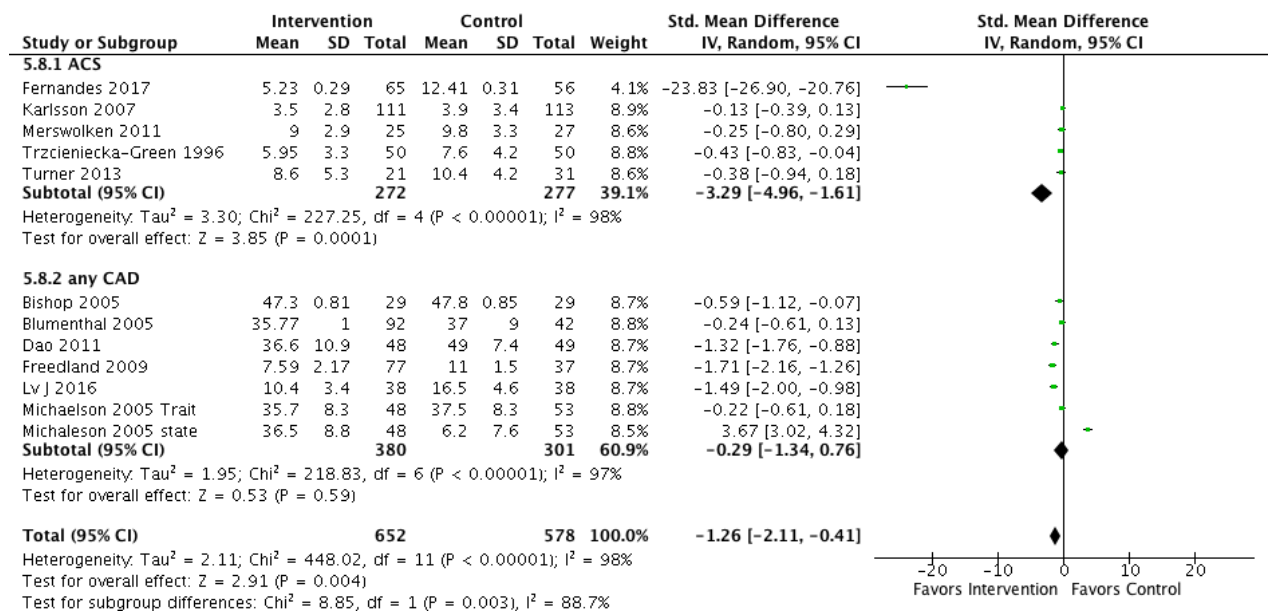 Intervention Control Std. Mean Difference Std. Mean Difference
Study or Subgroup Mean SD Total Mean SD Total Weight IV, Random, 95% CI IV, Random, 95% CI
5.8.1 ACS
Fernandes 2017 5.23 0.29 65 12.41 0.31 56 4.1% -23.83 [-26.90, -20.76]
Karlsson 2007 3.5 2.8 111 3.9 3.4 113 8.9% -0.13 [-0.39, 0.13]
Merswolken 2011 9 2.9 25 9.8 3.3 27 8.6% -0.25 [-0.80, 0.29]
Trzcieniecka-Green 1996 5.95 3.3 50 7.6 4.2 50 8.8% -0.43 [-0.83, -0.04]
Turner 2013 8.6 5.3 21 10.4 4.2 31 8.6% -0.38 [-0.94, 0.18]
Subtotal (95% CI) 272 277 39.1% -3.29 [-4.96, -1.61]
Heterogeneity: Tau² = 3.30; Chi² = 227.25, df = 4 (P < 0.00001); I² = 98%
Test for overall effect: Z = 3.85 (P = 0.0001)
5.8.2 any CAD
Bishop 2005 47.3 0.81 29 47.8 0.85 29 8.7% -0.59 [-1.12, -0.07]
Blumenthal 2005 35.77 1 92 37 9 42 8.8% -0.24 [-0.61, 0.13]
Dao 2011 36.6 10.9 48 49 7.4 49 8.7% -1.32 [-1.76, -0.88]
Freedland 2009 7.59 2.17 77 11 1.5 37 8.7% -1.71 [-2.16, -1.26]
Lv J 2016 10.4 3.4 38 16.5 4.6 38 8.7% -1.49 [-2.00, -0.98]
Michaelson 2005 Trait 35.7 8.3 48 37.5 8.3 53 8.8% -0.22 [-0.61, 0.18]
Michaleson 2005 state 36.5 8.8 48 6.2 7.6 53 8.5% 3.67 [3.02, 4.32]
Subtotal (95% CI) 380 301 60.9% -0.29 [-1.34, 0.76]
Heterogeneity: Tau² = 1.95; Chi² = 218.83, df = 6 (P < 0.00001); I² = 97%
Test for overall effect: Z = 0.53 (P = 0.59)
Total (95% CI) 652 578 100.0% -1.26 [-2.11, -0.41]
Heterogeneity: Tau² = 2.11; Chi² = 448.02, df = 11 (P < 0.00001); I² = 98%
Test for overall effect: Z = 2.91 (P = 0.004)
Test for subgroup differences: Chi² = 8.85, df = 1 (P = 0.003), I² = 88.7%
-20 -10 0 10 20
Favors Intervention Favors Control